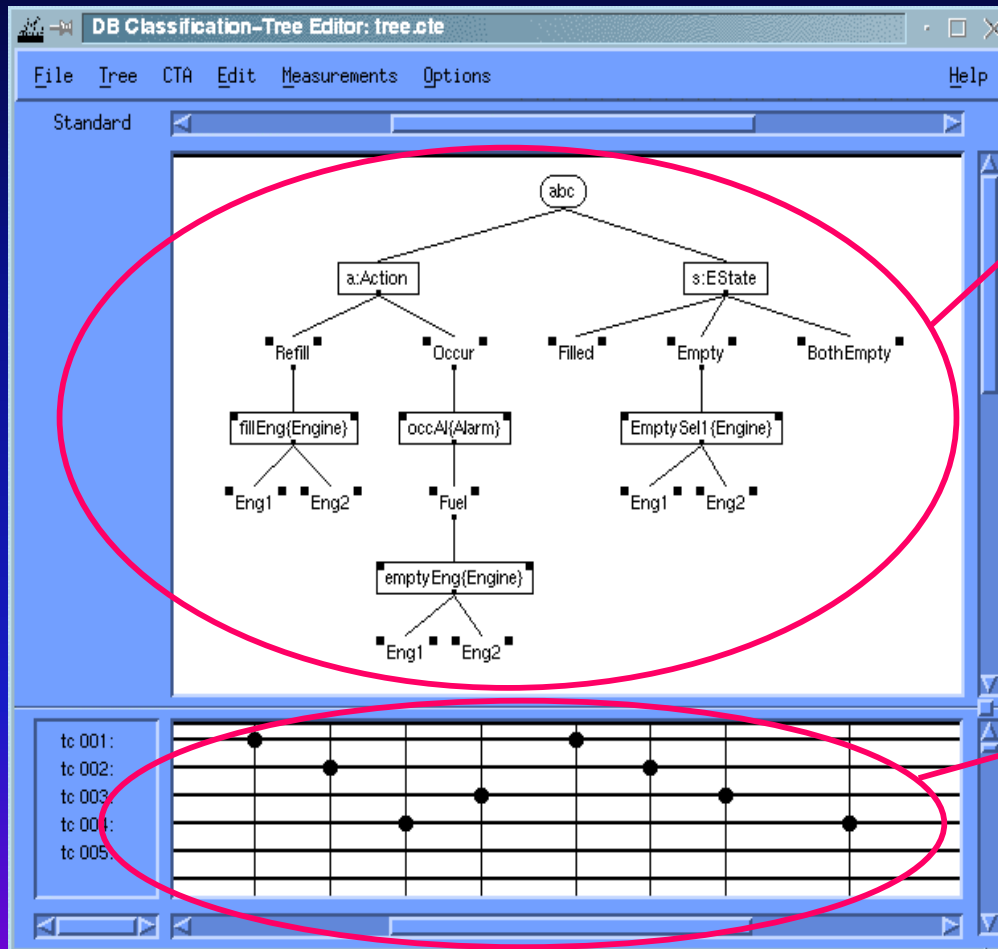 DB Classification-Tree Editor: tree.cte
File Tree CTA Edit Measurements Options Help
Standard
abc
a:Action s:EState
Refill Occur Filled Empty BothEmpty
fillEng{Engine} occAl{Alarm} EmptySel1{Engine}
Eng1 Eng2 Fuel Eng1 Eng2
emptyEng{Engine}
Eng1 Eng2
tc 001:
tc 002:
tc 003:
tc 004:
tc 005: